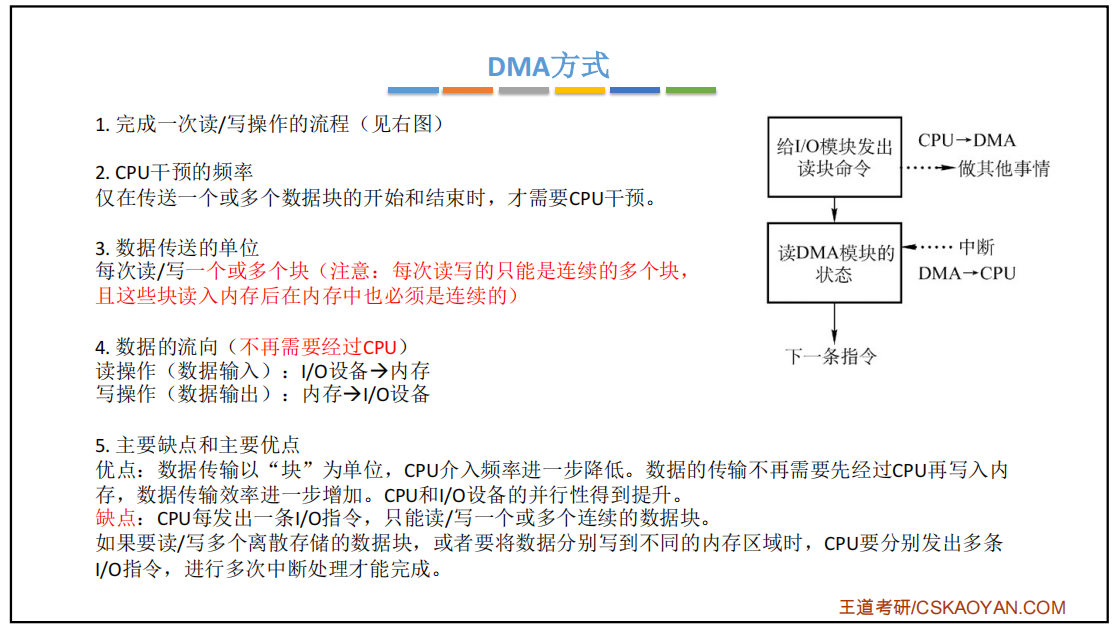 DMA方式
1. 完成一次读/写操作的流程（见右图）
2. CPU干预的频率
仅在传送一个或多个数据块的开始和结束时，才需要CPU干预。
3. 数据传送的单位
每次读/写一个或多个块（注意：每次读写的只能是连续的多个块，
且这些块读入内存后在内存中也必须是连续的）
4. 数据的流向（不再需要经过CPU）
读操作（数据输入）：I/O设备→内存
写操作（数据输出）：内存→I/O设备
5. 主要缺点和主要优点
优点：数据传输以“块”为单位，CPU介入频率进一步降低。数据的传输不再需要先经过CPU再写入内
存，数据传输效率进一步增加。CPU和I/O设备的并行性得到提升。
缺点：CPU每发出一条I/O指令，只能读/写一个或多个连续的数据块。
如果要读/写多个离散存储的数据块，或者要将数据分别写到不同的内存区域时，CPU要分别发出多条
I/O指令，进行多次中断处理才能完成。
给I/O模块发出
读块命令
CPU→DMA
做其他事情
读DMA模块的
状态
中断
DMA→CPU
下一条指令
王道考研/CSKAOYAN.COM